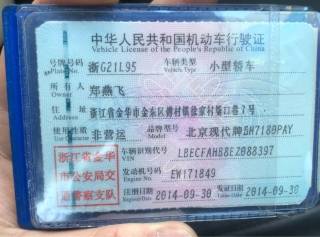 中华人民共和国机动车行驶证
Vehicle License of the People's Republic of China
号牌号码 浙G21L95 车辆类型 小型轿车
Plate No. Vehicle Type
所有人 郑燕飞
Owner
住址 浙江省金华市金东区傅村镇徐家村塘口巷7号
Address
使用性质 非营运 品牌型号 北京现代牌BH7180PAY
Use Character Model
浙江省金华
市公安局交
通警察支队
车辆识别代号 LBECFAHB8EZ088397
VIN
发动机号码 EW171849
Engine No.
注册日期 2014-09-30 发证日期 2014-09-30
Register Date Issue Date